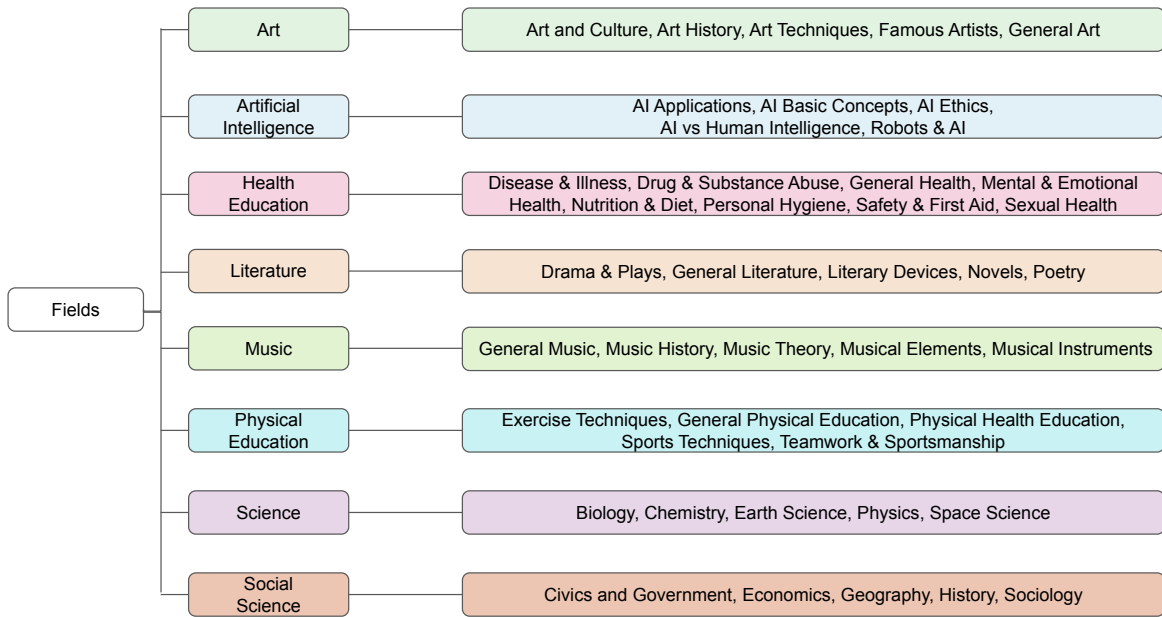 Fields
Art
Art and Culture, Art History, Art Techniques, Famous Artists, General Art
Artificial
Intelligence
AI Applications, AI Basic Concepts, AI Ethics,
AI vs Human Intelligence, Robots & AI
Health
Education
Disease & Illness, Drug & Substance Abuse, General Health, Mental & Emotional
Health, Nutrition & Diet, Personal Hygiene, Safety & First Aid, Sexual Health
Literature
Drama & Plays, General Literature, Literary Devices, Novels, Poetry
Music
General Music, Music History, Music Theory, Musical Elements, Musical Instruments
Physical
Education
Exercise Techniques, General Physical Education, Physical Health Education,
Sports Techniques, Teamwork & Sportsmanship
Science
Biology, Chemistry, Earth Science, Physics, Space Science
Social
Science
Civics and Government, Economics, Geography, History, Sociology